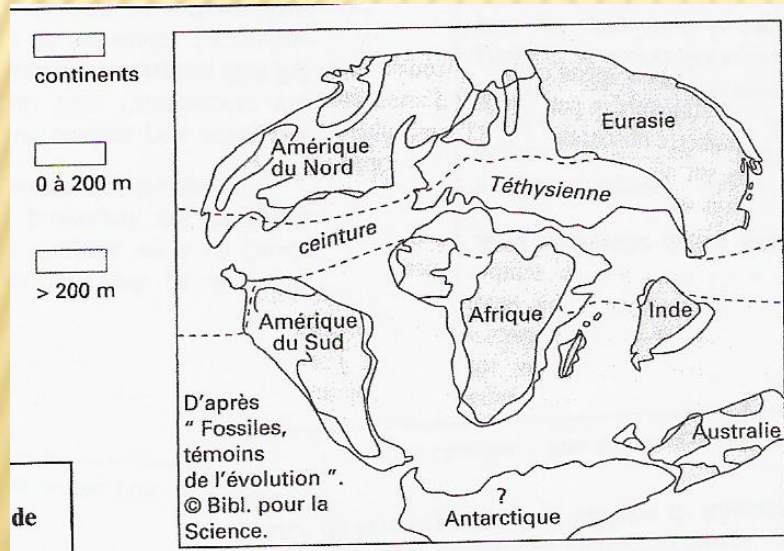 continents
0 à 200 m
> 200 m
Amérique
du Nord
Eurasie
Téthysienne
ceinture
Amérique
du Sud
Afrique
Inde
Australie
?
Antarctique
D'après
" Fossiles,
témoins
de l'évolution ".
© Bibl. pour la
Science.
de